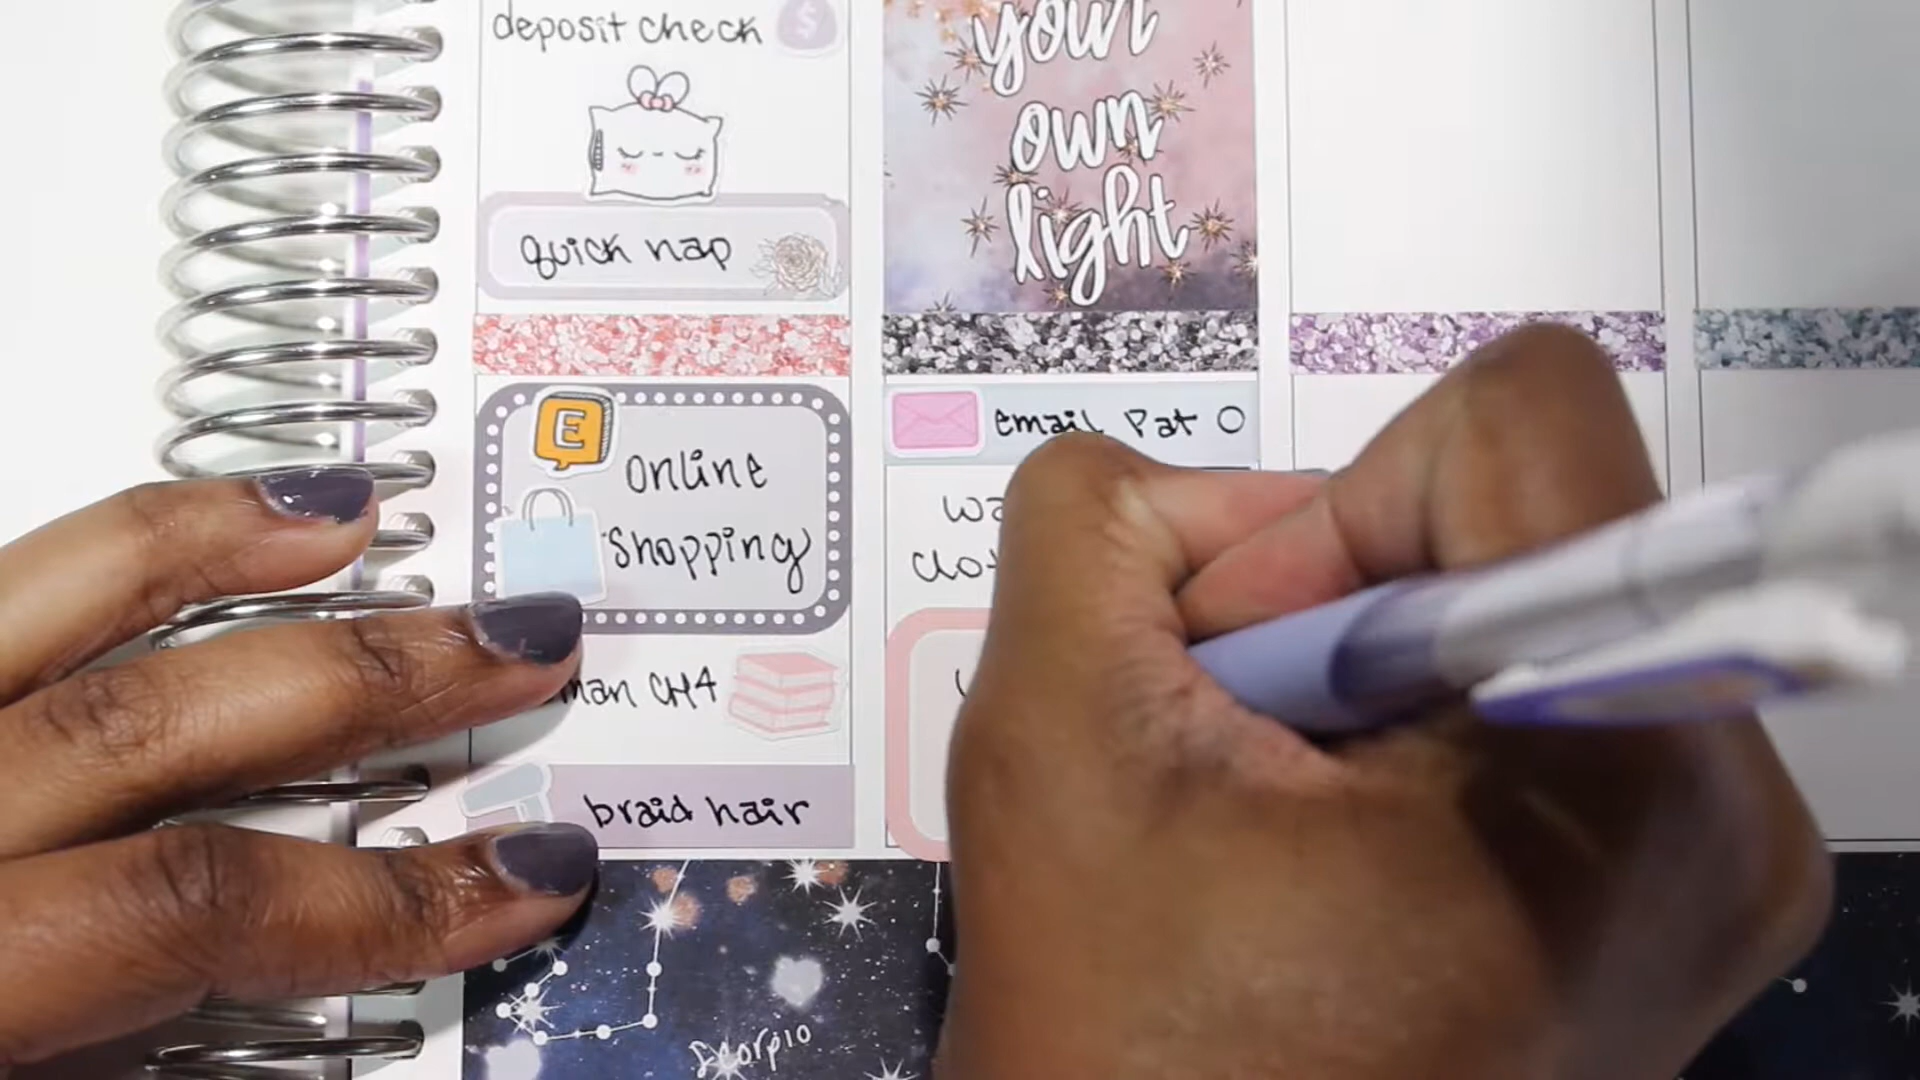 deposit check
$
quick nap
E
Online
Shopping
CH4
braid hair
Scorpio
your
own
light
email Pat O